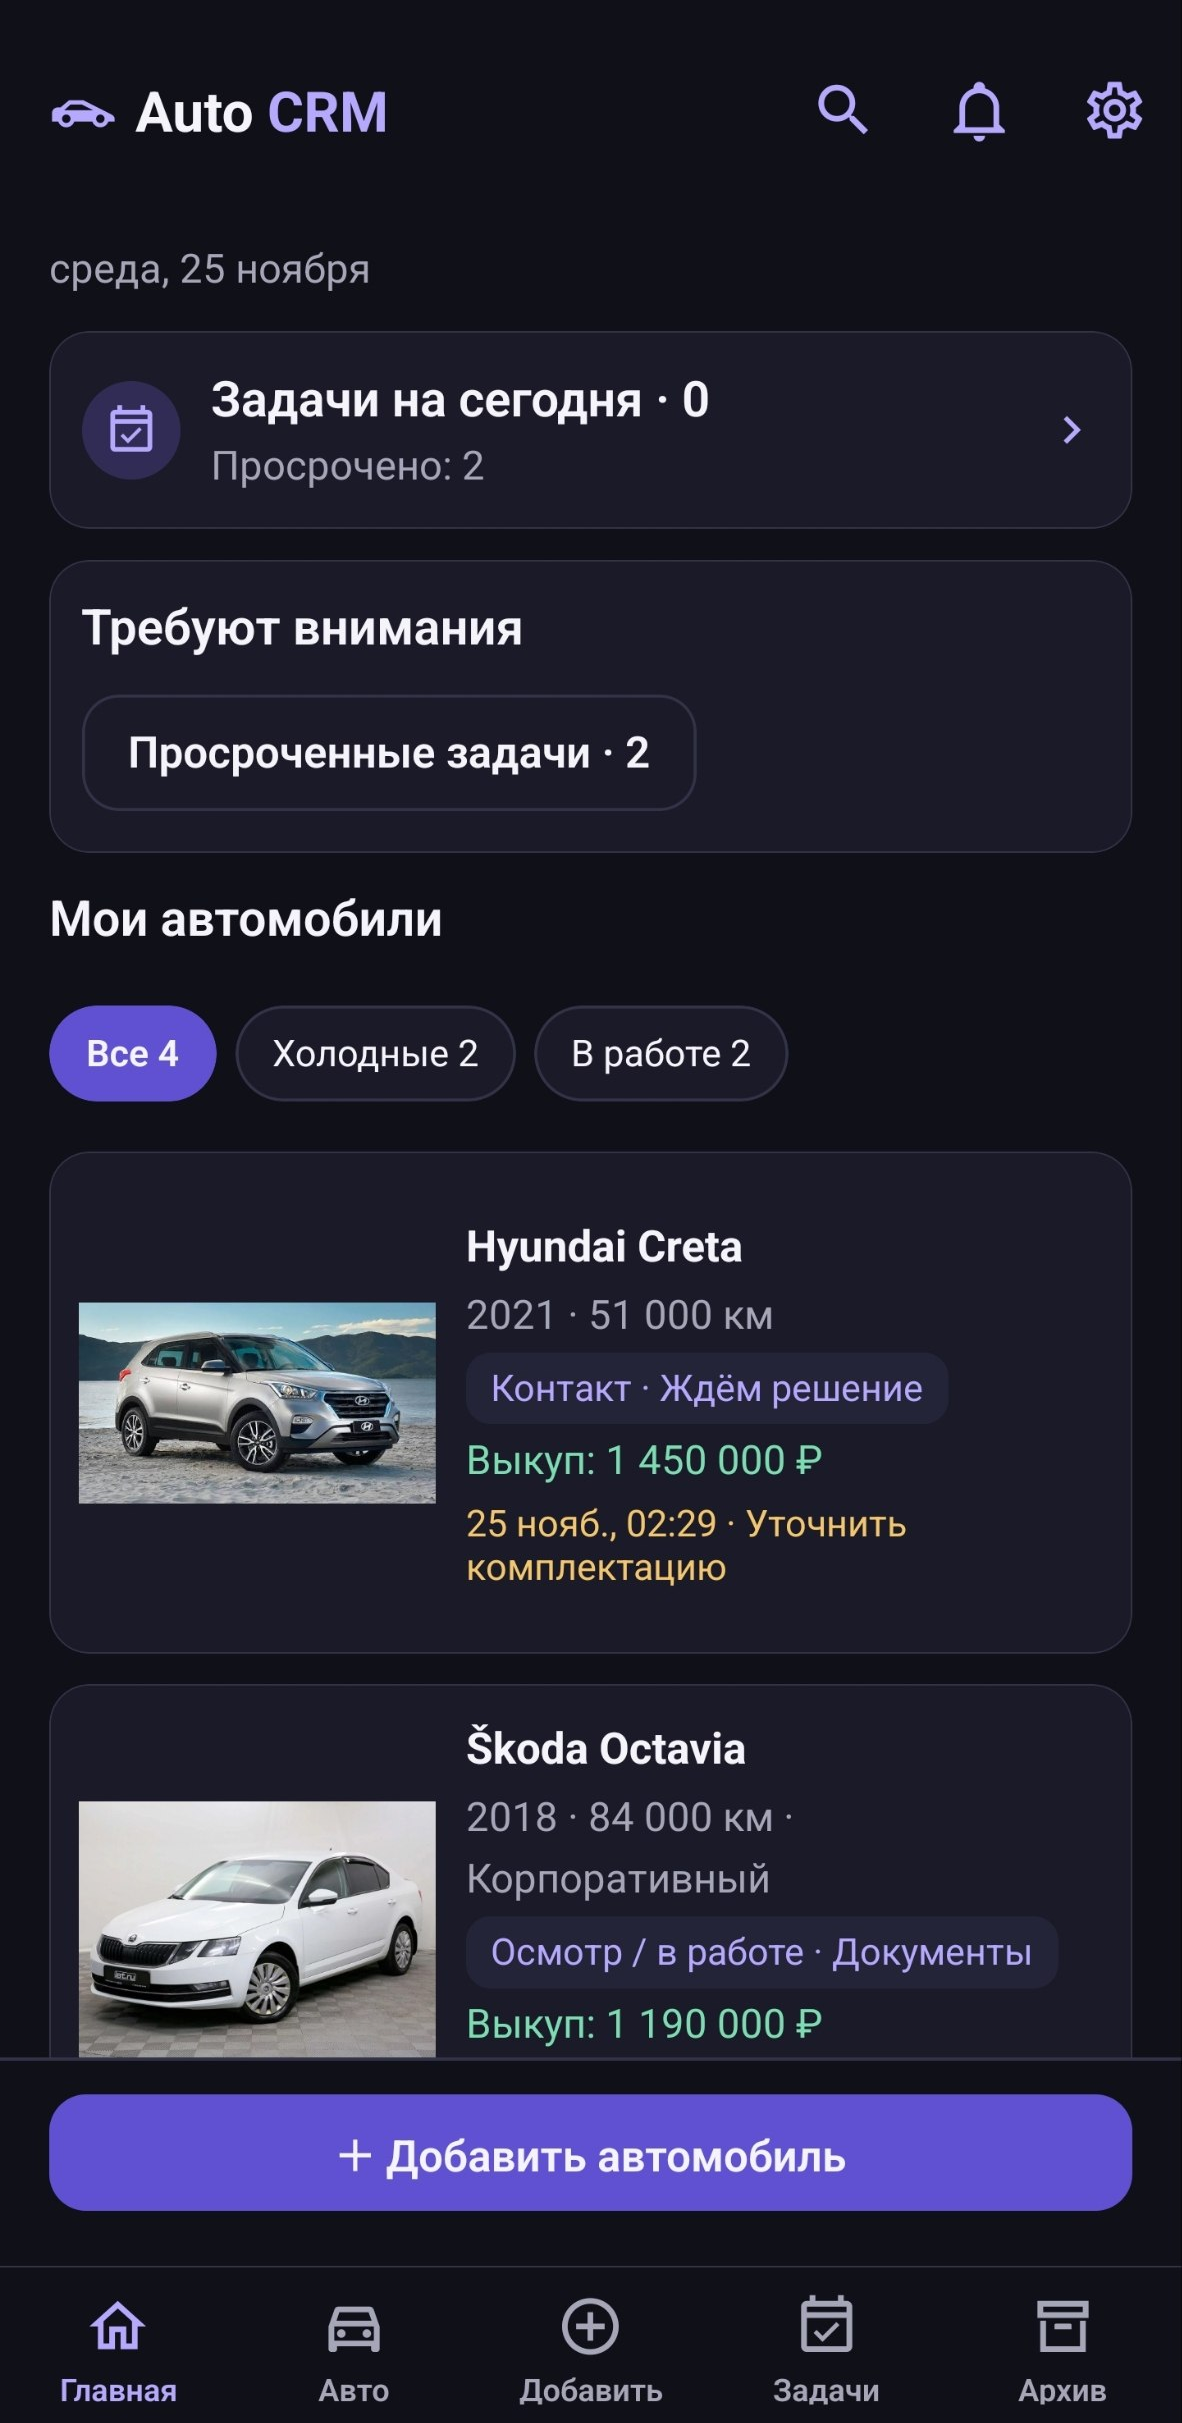 Auto CRM
среда, 25 ноября
Задачи на сегодня · 0
Просрочено: 2
Требуют внимания
Просроченные задачи · 2
Мои автомобили
Все 4
Холодные 2
В работе 2
Hyundai Creta
2021 · 51 000 км
Контакт · Ждём решение
Выкуп: 1 450 000 ₽
25 нояб., 02:29 · Уточнить
комплектацию
Škoda Octavia
2018 · 84 000 км ·
Корпоративный
Осмотр / в работе · Документы
Выкуп: 1 190 000 ₽
+ Добавить автомобиль
Главная
Авто
Добавить
Задачи
Архив